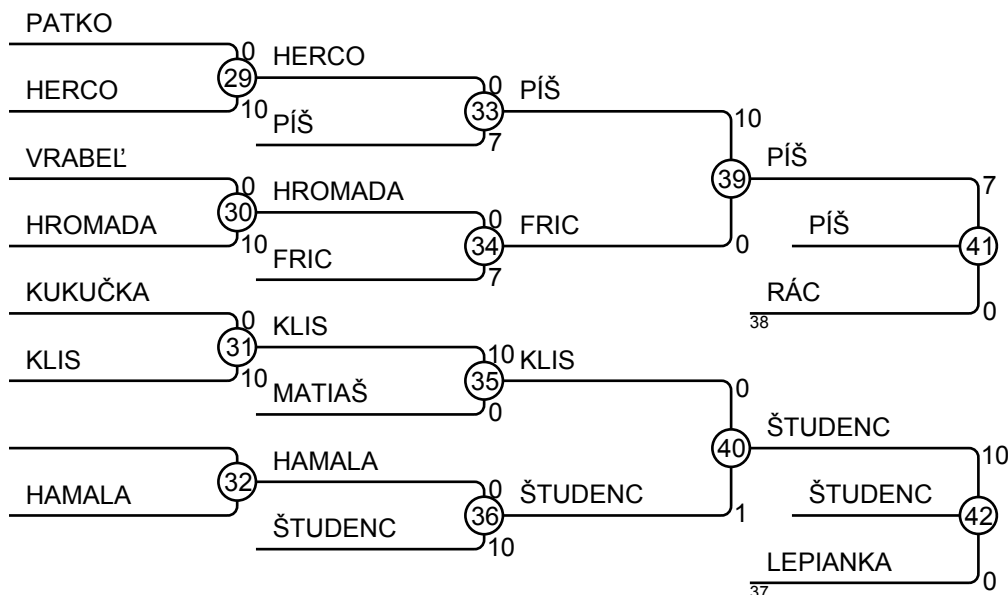 PATKO
0
HERCO
29
0
HERCO
10
33
PÍŠ
10
PÍŠ
7
VRABEĽ
39
PÍŠ
7
0
HROMADA
30
0
HROMADA
10
34
FRIC
0
PÍŠ
41
FRIC
7
KUKUČKA
RÁC
0
38
0
KLIS
31
10
KLIS
10
35
KLIS
0
MATIAŠ
0
40
ŠTUDENC
10
HAMALA
32
0
HAMALA
36
ŠTUDENC
1
ŠTUDENC
42
ŠTUDENC
10
LEPIANKA
0
37